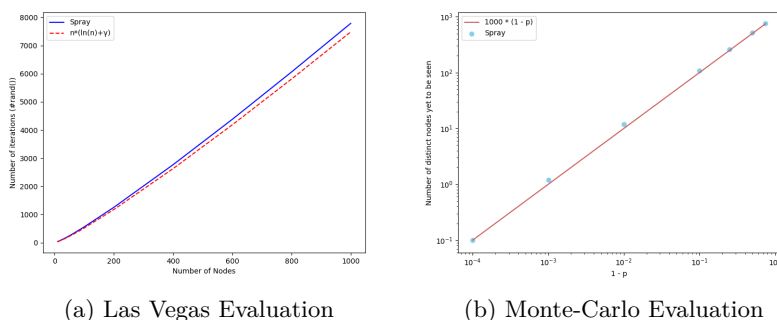 Spray
n*(ln(n)+γ)
8000
7000
6000
5000
4000
3000
2000
1000
0
Number of iterations (#rand())
0 200 400 600 800 1000
Number of Nodes
(a) Las Vegas Evaluation
1000 * (1 - p)
Spray
10³
10²
10¹
10⁰
10⁻¹
Number of distinct nodes yet to be seen
10⁻⁴ 10⁻³ 10⁻² 10⁻¹
1 - p
(b) Monte-Carlo Evaluation